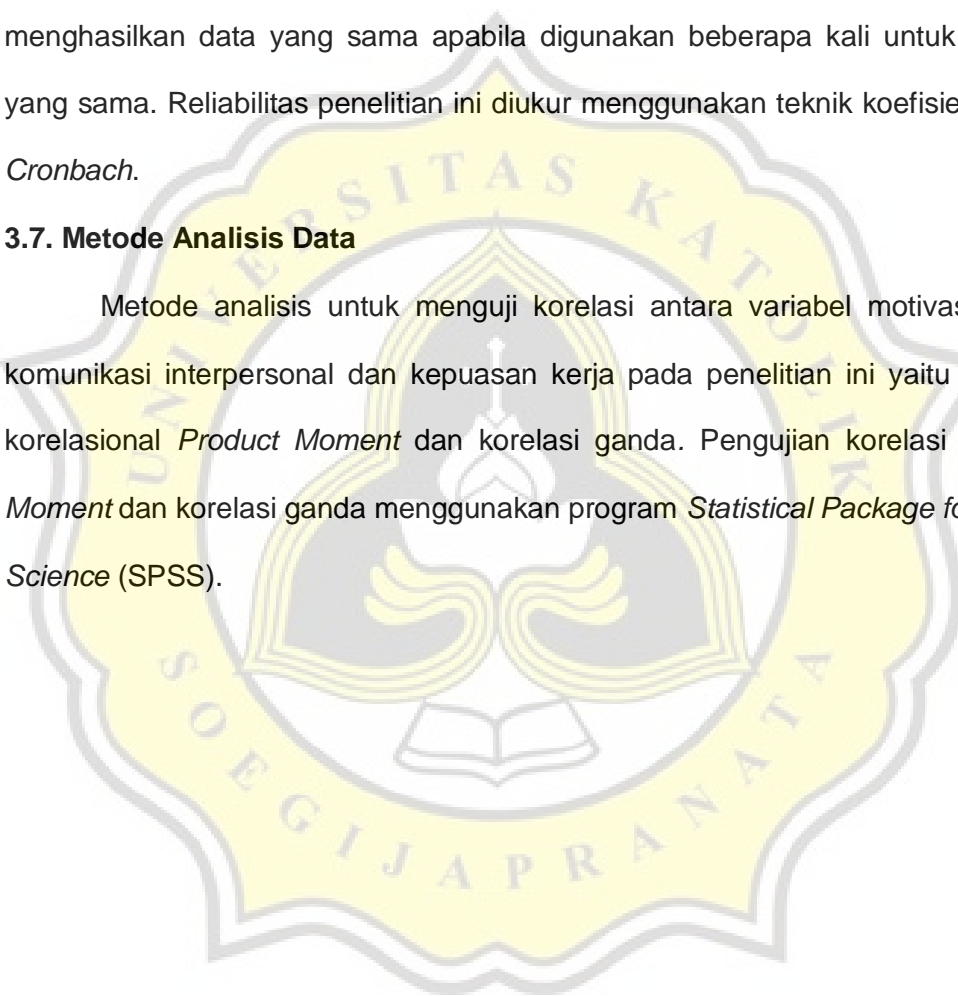 menghasilkan data yang sama apabila digunakan beberapa kali untuk
yang sama. Reliabilitas penelitian ini diukur menggunakan teknik
Cronbach.
3.7. Metode Analisis Data
Metode analisis untuk menguji korelasi antara variabel
komunikasi interpersonal dan kepuasan kerja pada penelitian ini yaitu
korelasional Product Moment dan korelasi ganda. Pengujian korelasi
Moment dan korelasi ganda menggunakan program Statistical Package
Science (SPSS).
UNIVERSITAS KATOLIK
SOEGIJAPRANATA